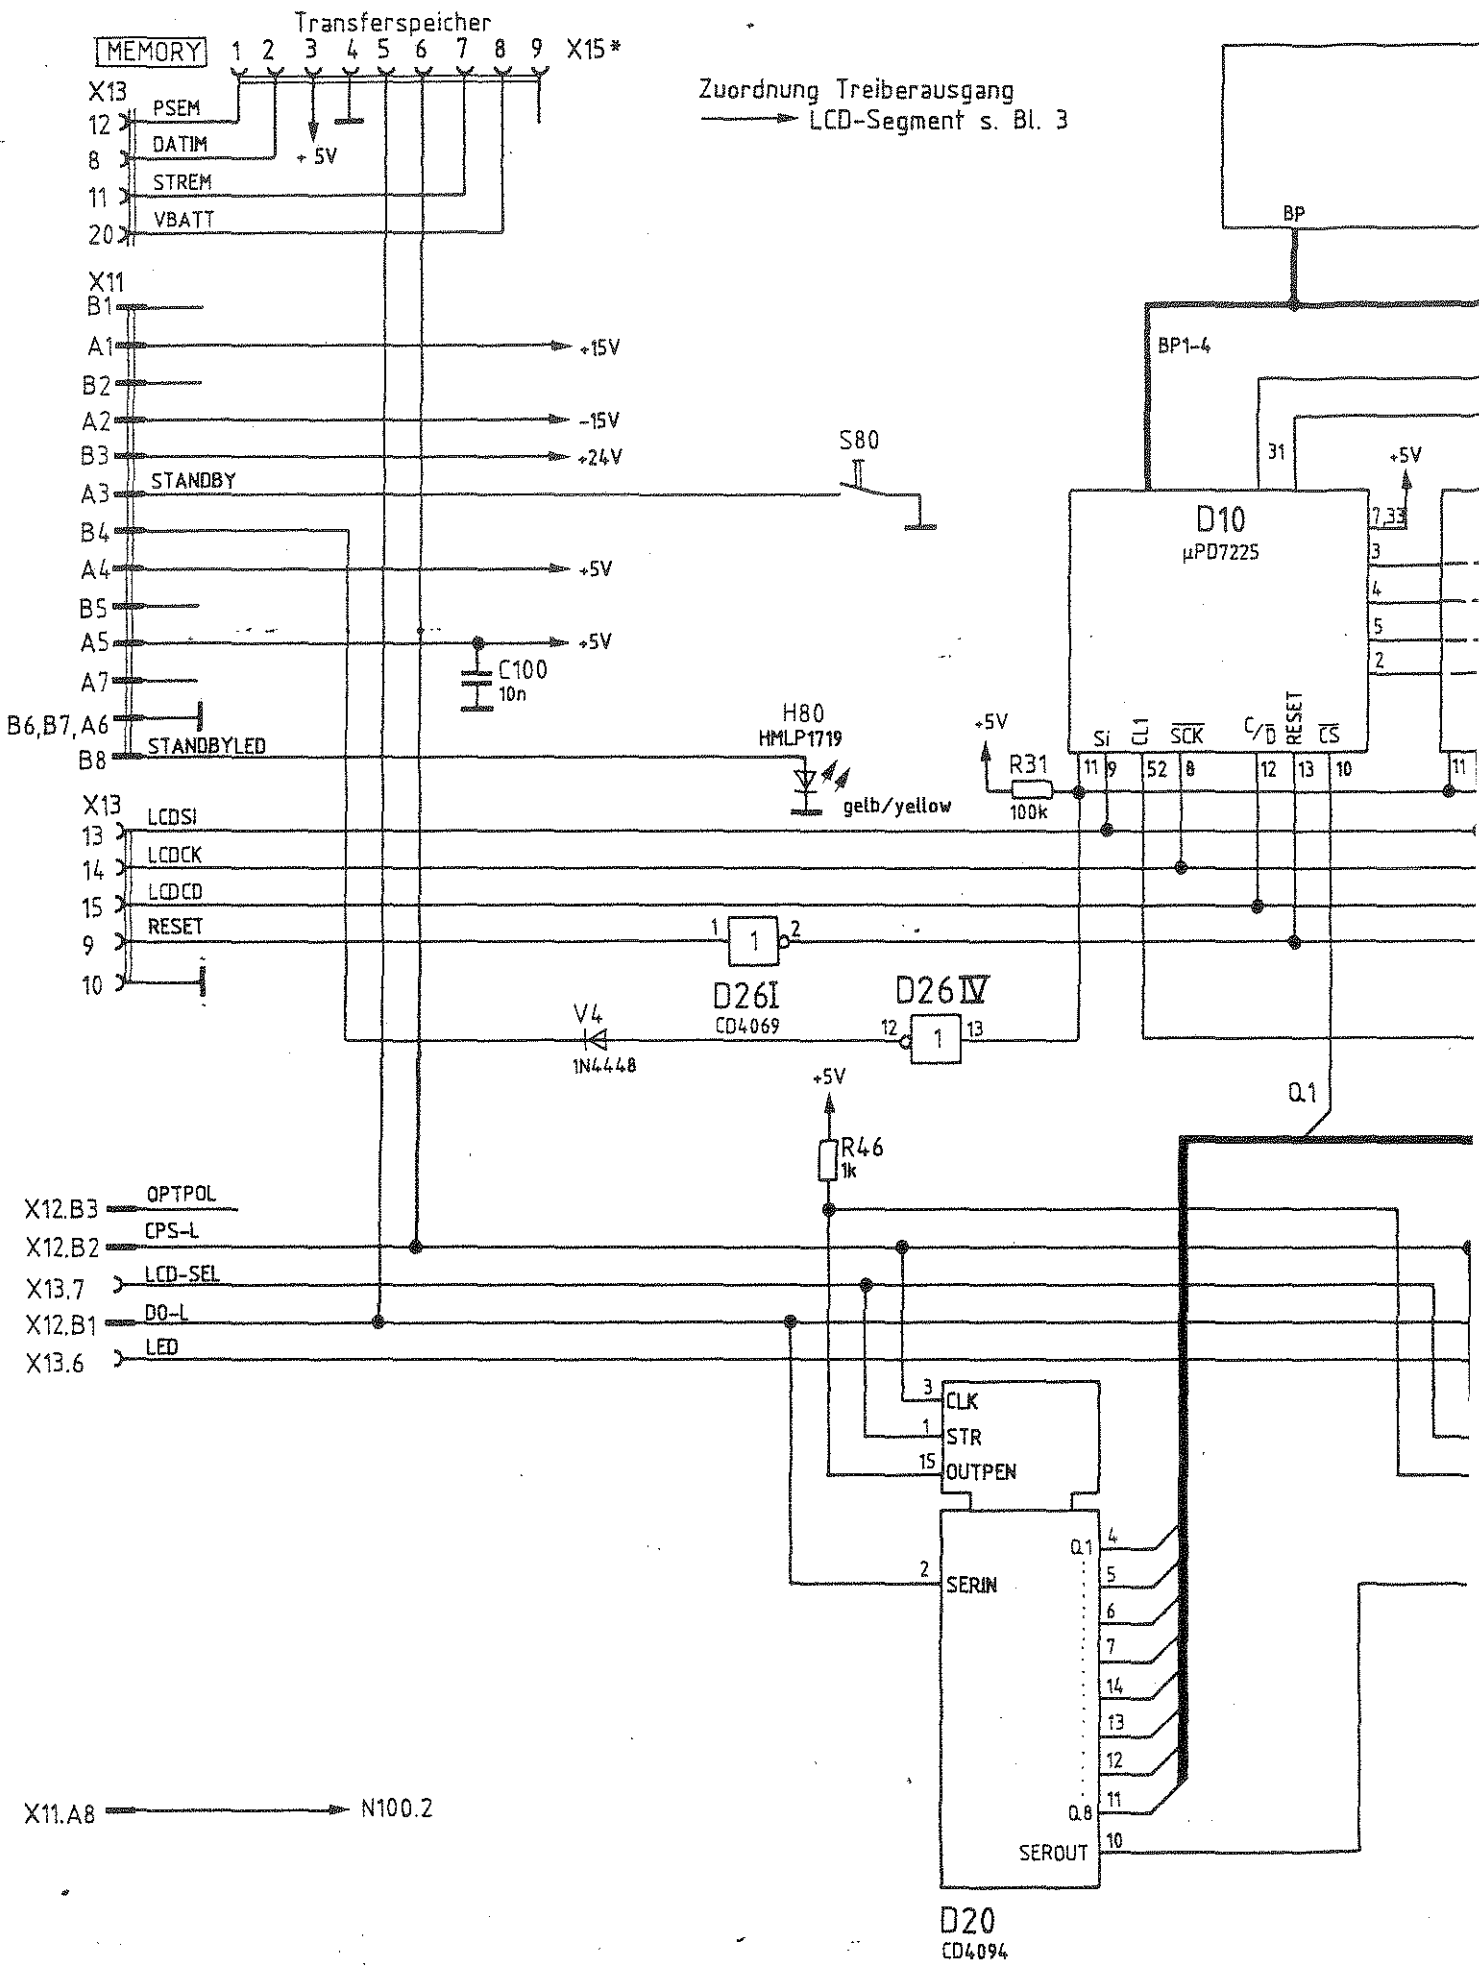 Transferspeicher
MEMORY 1 2 3 4 5 6 7 8 9 X15*
X13
12 PSEM
8 DATIM
+5V
11 STREM
20 VBATT
Zuordnung Treiberausgang
LCD-Segment s. Bl. 3
BP
X11
B1
A1 +15V
B2
A2 -15V
B3 +24V
A3 STANDBY
B4
A4 +5V
B5
A5 +5V
C100
10n
A7
B6,B7,A6
B8 STANDBYLED
S80
H80
HMLP1719
gelb/yellow
BP1-4
31
+5V
D10
µPD7225
7,33
3
4
5
2
Si CL1 SCK C/D RESET CS
11 9 52 8 12 13 10
11
+5V
R31
100k
X13
13 LCDSI
14 LCDCK
15 LCDCD
9 RESET
10
1 1 2
D26I
CD4069
D26IV
12 1 13
V4
1N4448
+5V
R46
1k
Q1
X12.B3 OPTPOL
X12.B2 CPS-L
X13.7 LCD-SEL
X12.B1 DO-L
X13.6 LED
3 CLK
1 STR
15 OUTPEN
2 SERIN
Q1 4
5
6
7
14
13
12
Q8 11
SEROUT 10
D20
CD4094
X11.A8 N100.2